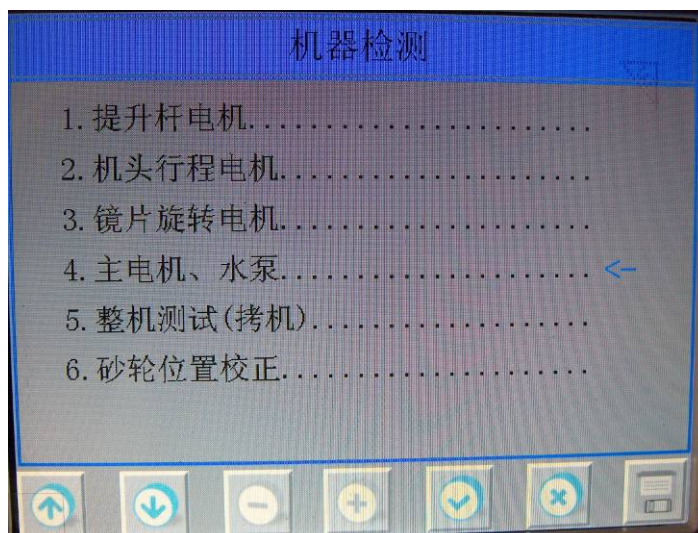 机器检测
1.提升杆电机......................
2.机头行程电机....................
3.镜片旋转电机....................
4.主电机、水泵.................... <-
5.整机测试(拷机)..................
6.砂轮位置校正....................